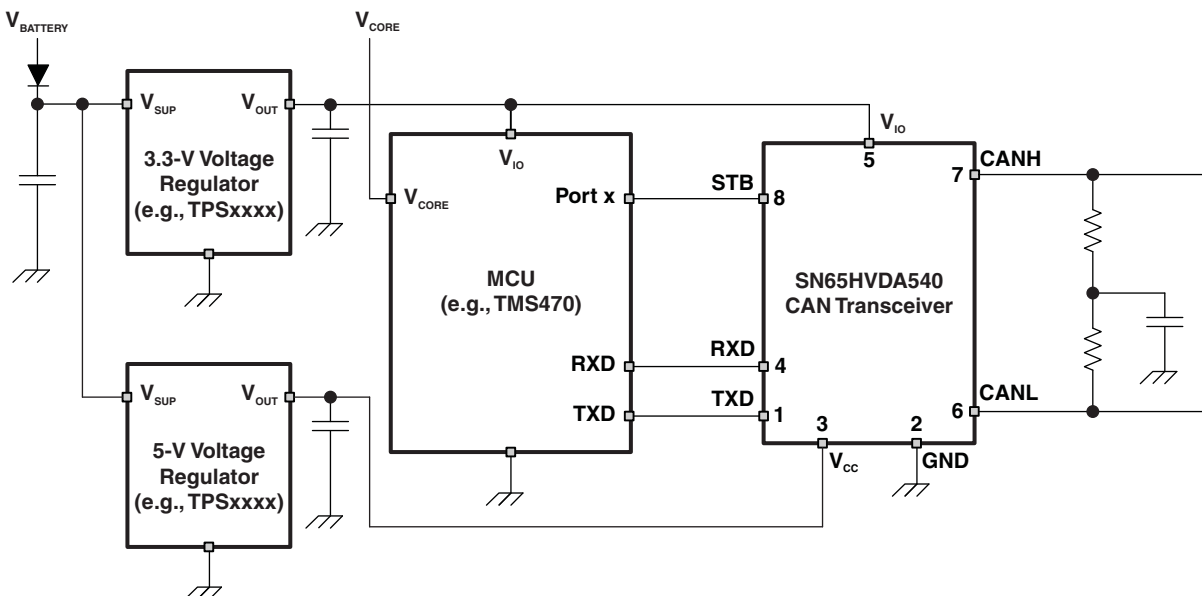 VBATTERY
VCORE
VSUP
VOUT
3.3-V Voltage
Regulator
(e.g., TPSxxxx)
VIO
VCORE
Port x
MCU
(e.g., TMS470)
RXD
TXD
STB
8
RXD
4
TXD
1
VIO
5
7
CANH
SN65HVDA540
CAN Transceiver
6
CANL
3
VCC
2
GND
VSUP
VOUT
5-V Voltage
Regulator
(e.g., TPSxxxx)